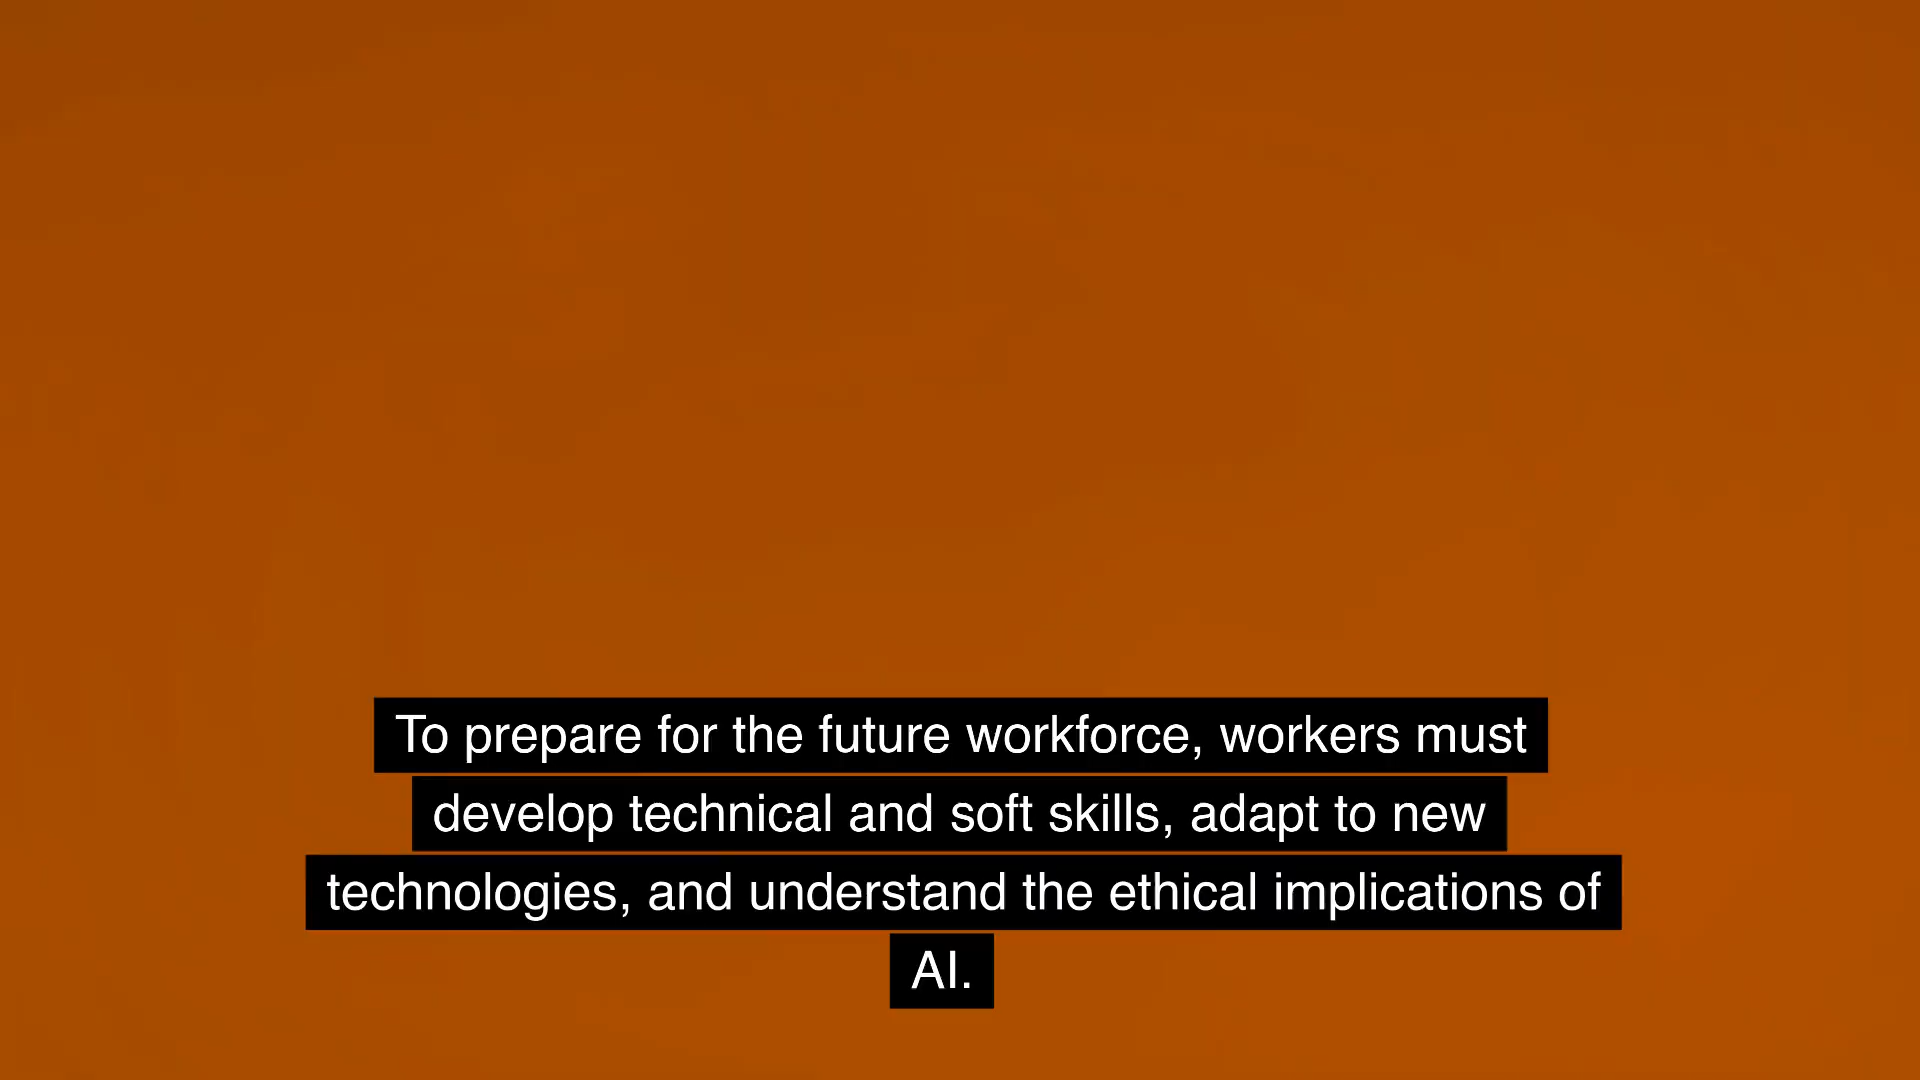 To prepare for the future workforce, workers must
develop technical and soft skills, adapt to new
technologies, and understand the ethical implications of
AI.